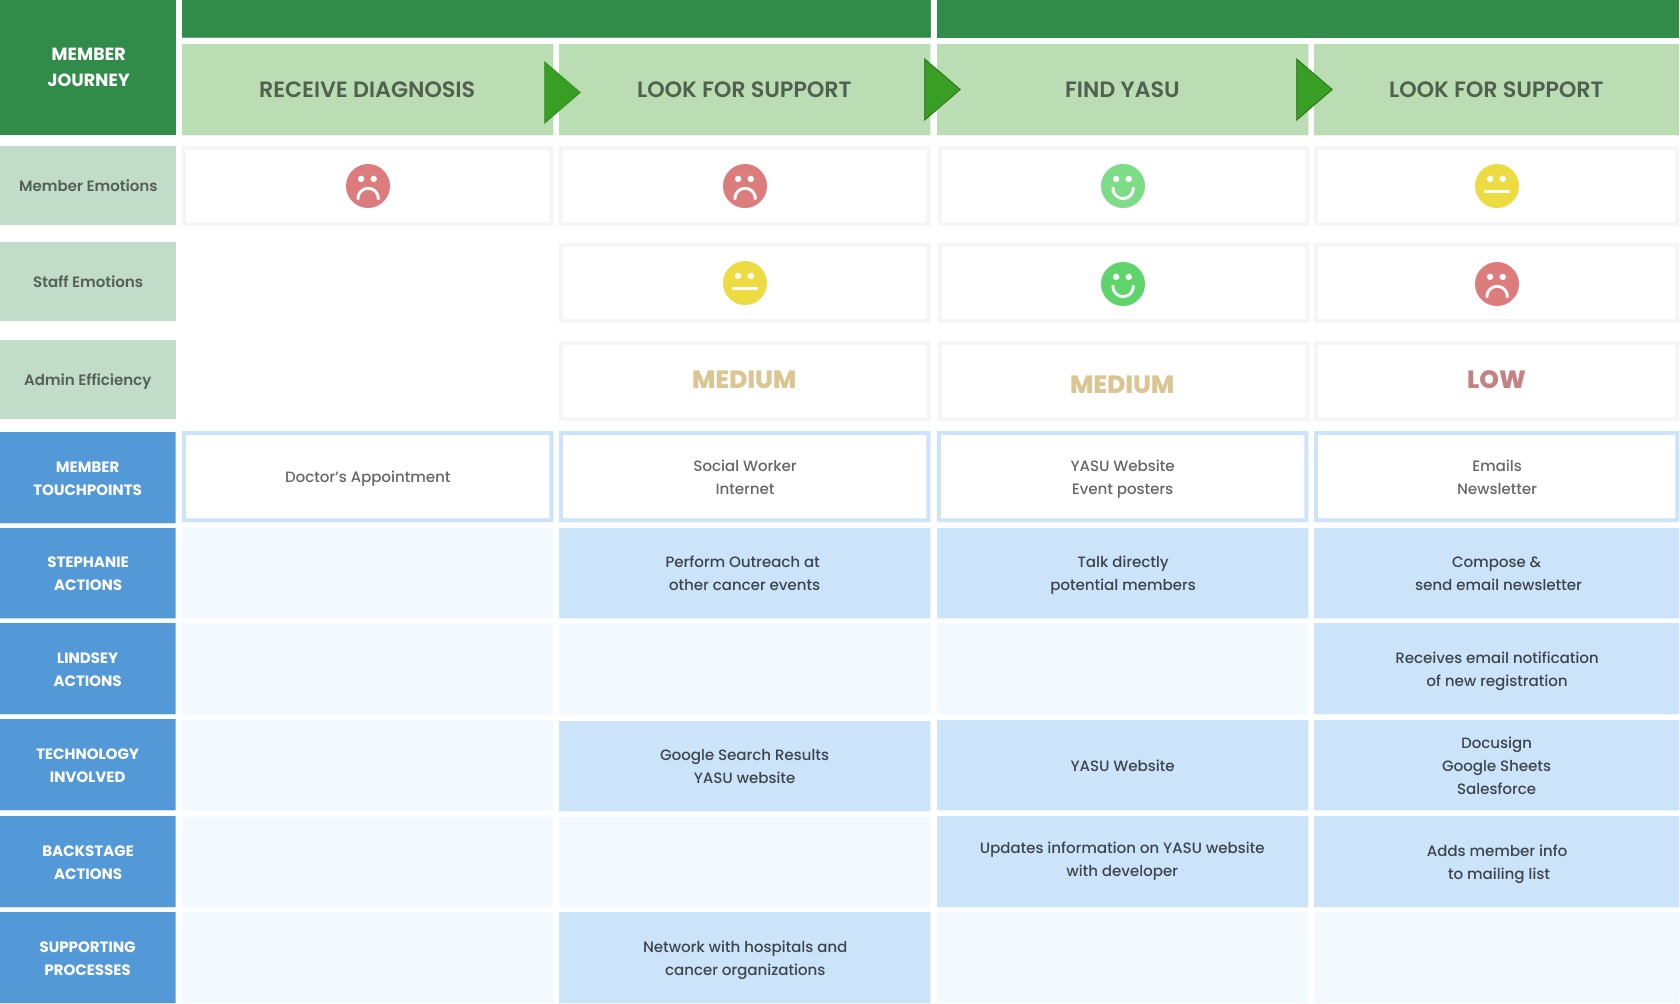 MEMBER
JOURNEY
RECEIVE DIAGNOSIS
LOOK FOR SUPPORT
FIND YASU
LOOK FOR SUPPORT
Member Emotions
Staff Emotions
Admin Efficiency
MEDIUM
MEDIUM
LOW
MEMBER
TOUCHPOINTS
Doctor’s Appointment
Social Worker
Internet
YASU Website
Event posters
Emails
Newsletter
STEPHANIE
ACTIONS
Perform Outreach at
other cancer events
Talk directly
potential members
Compose &
send email newsletter
LINDSEY
ACTIONS
Receives email notification
of new registration
TECHNOLOGY
INVOLVED
Google Search Results
YASU website
YASU Website
Docusign
Google Sheets
Salesforce
BACKSTAGE
ACTIONS
Updates information on YASU website
with developer
Adds member info
to mailing list
SUPPORTING
PROCESSES
Network with hospitals and
cancer organizations